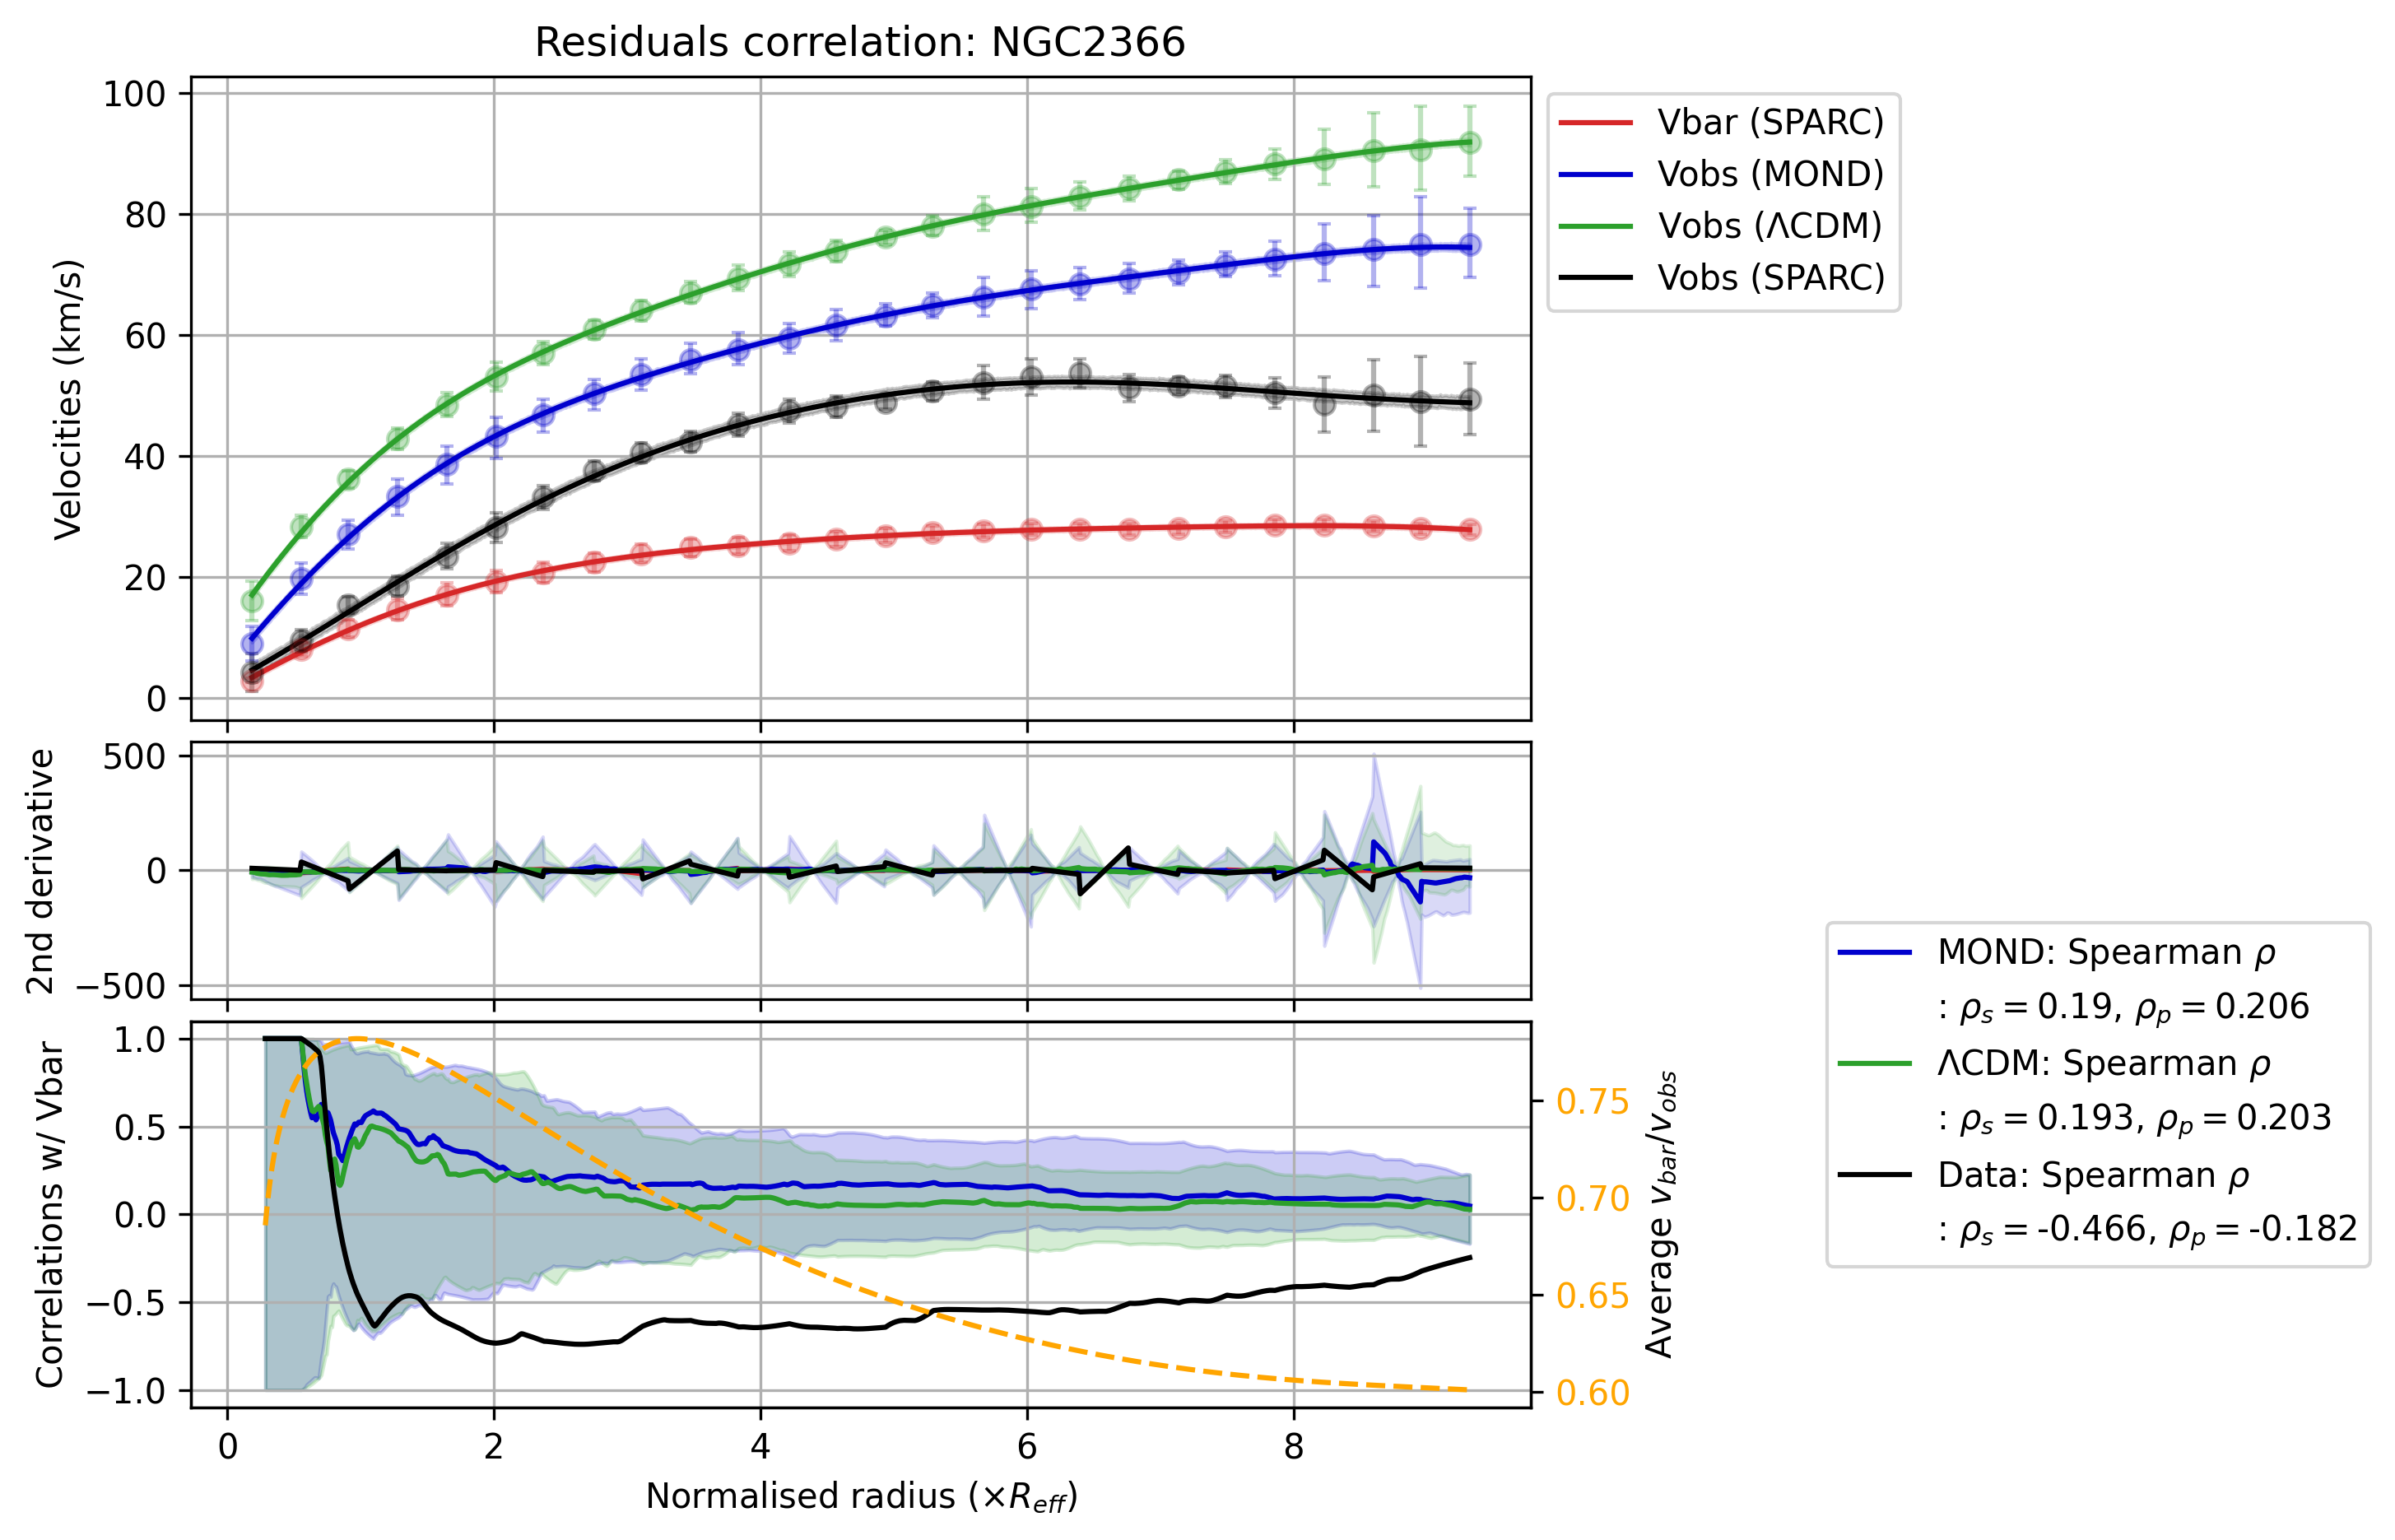 Residuals correlation: NGC2366
100
80
60
40
20
0
Velocities (km/s)
Vbar (SPARC)
Vobs (MOND)
Vobs (ΛCDM)
Vobs (SPARC)
500
0
−500
2nd derivative
1.0
0.5
0.0
−0.5
−1.0
Correlations w/ Vbar
0.75
0.70
0.65
0.60
Average v_bar/v_obs
MOND: Spearman ρ
: ρ_s = 0.19, ρ_p = 0.206
ΛCDM: Spearman ρ
: ρ_s = 0.193, ρ_p = 0.203
Data: Spearman ρ
: ρ_s = -0.466, ρ_p = -0.182
0 2 4 6 8
Normalised radius (×R_eff)